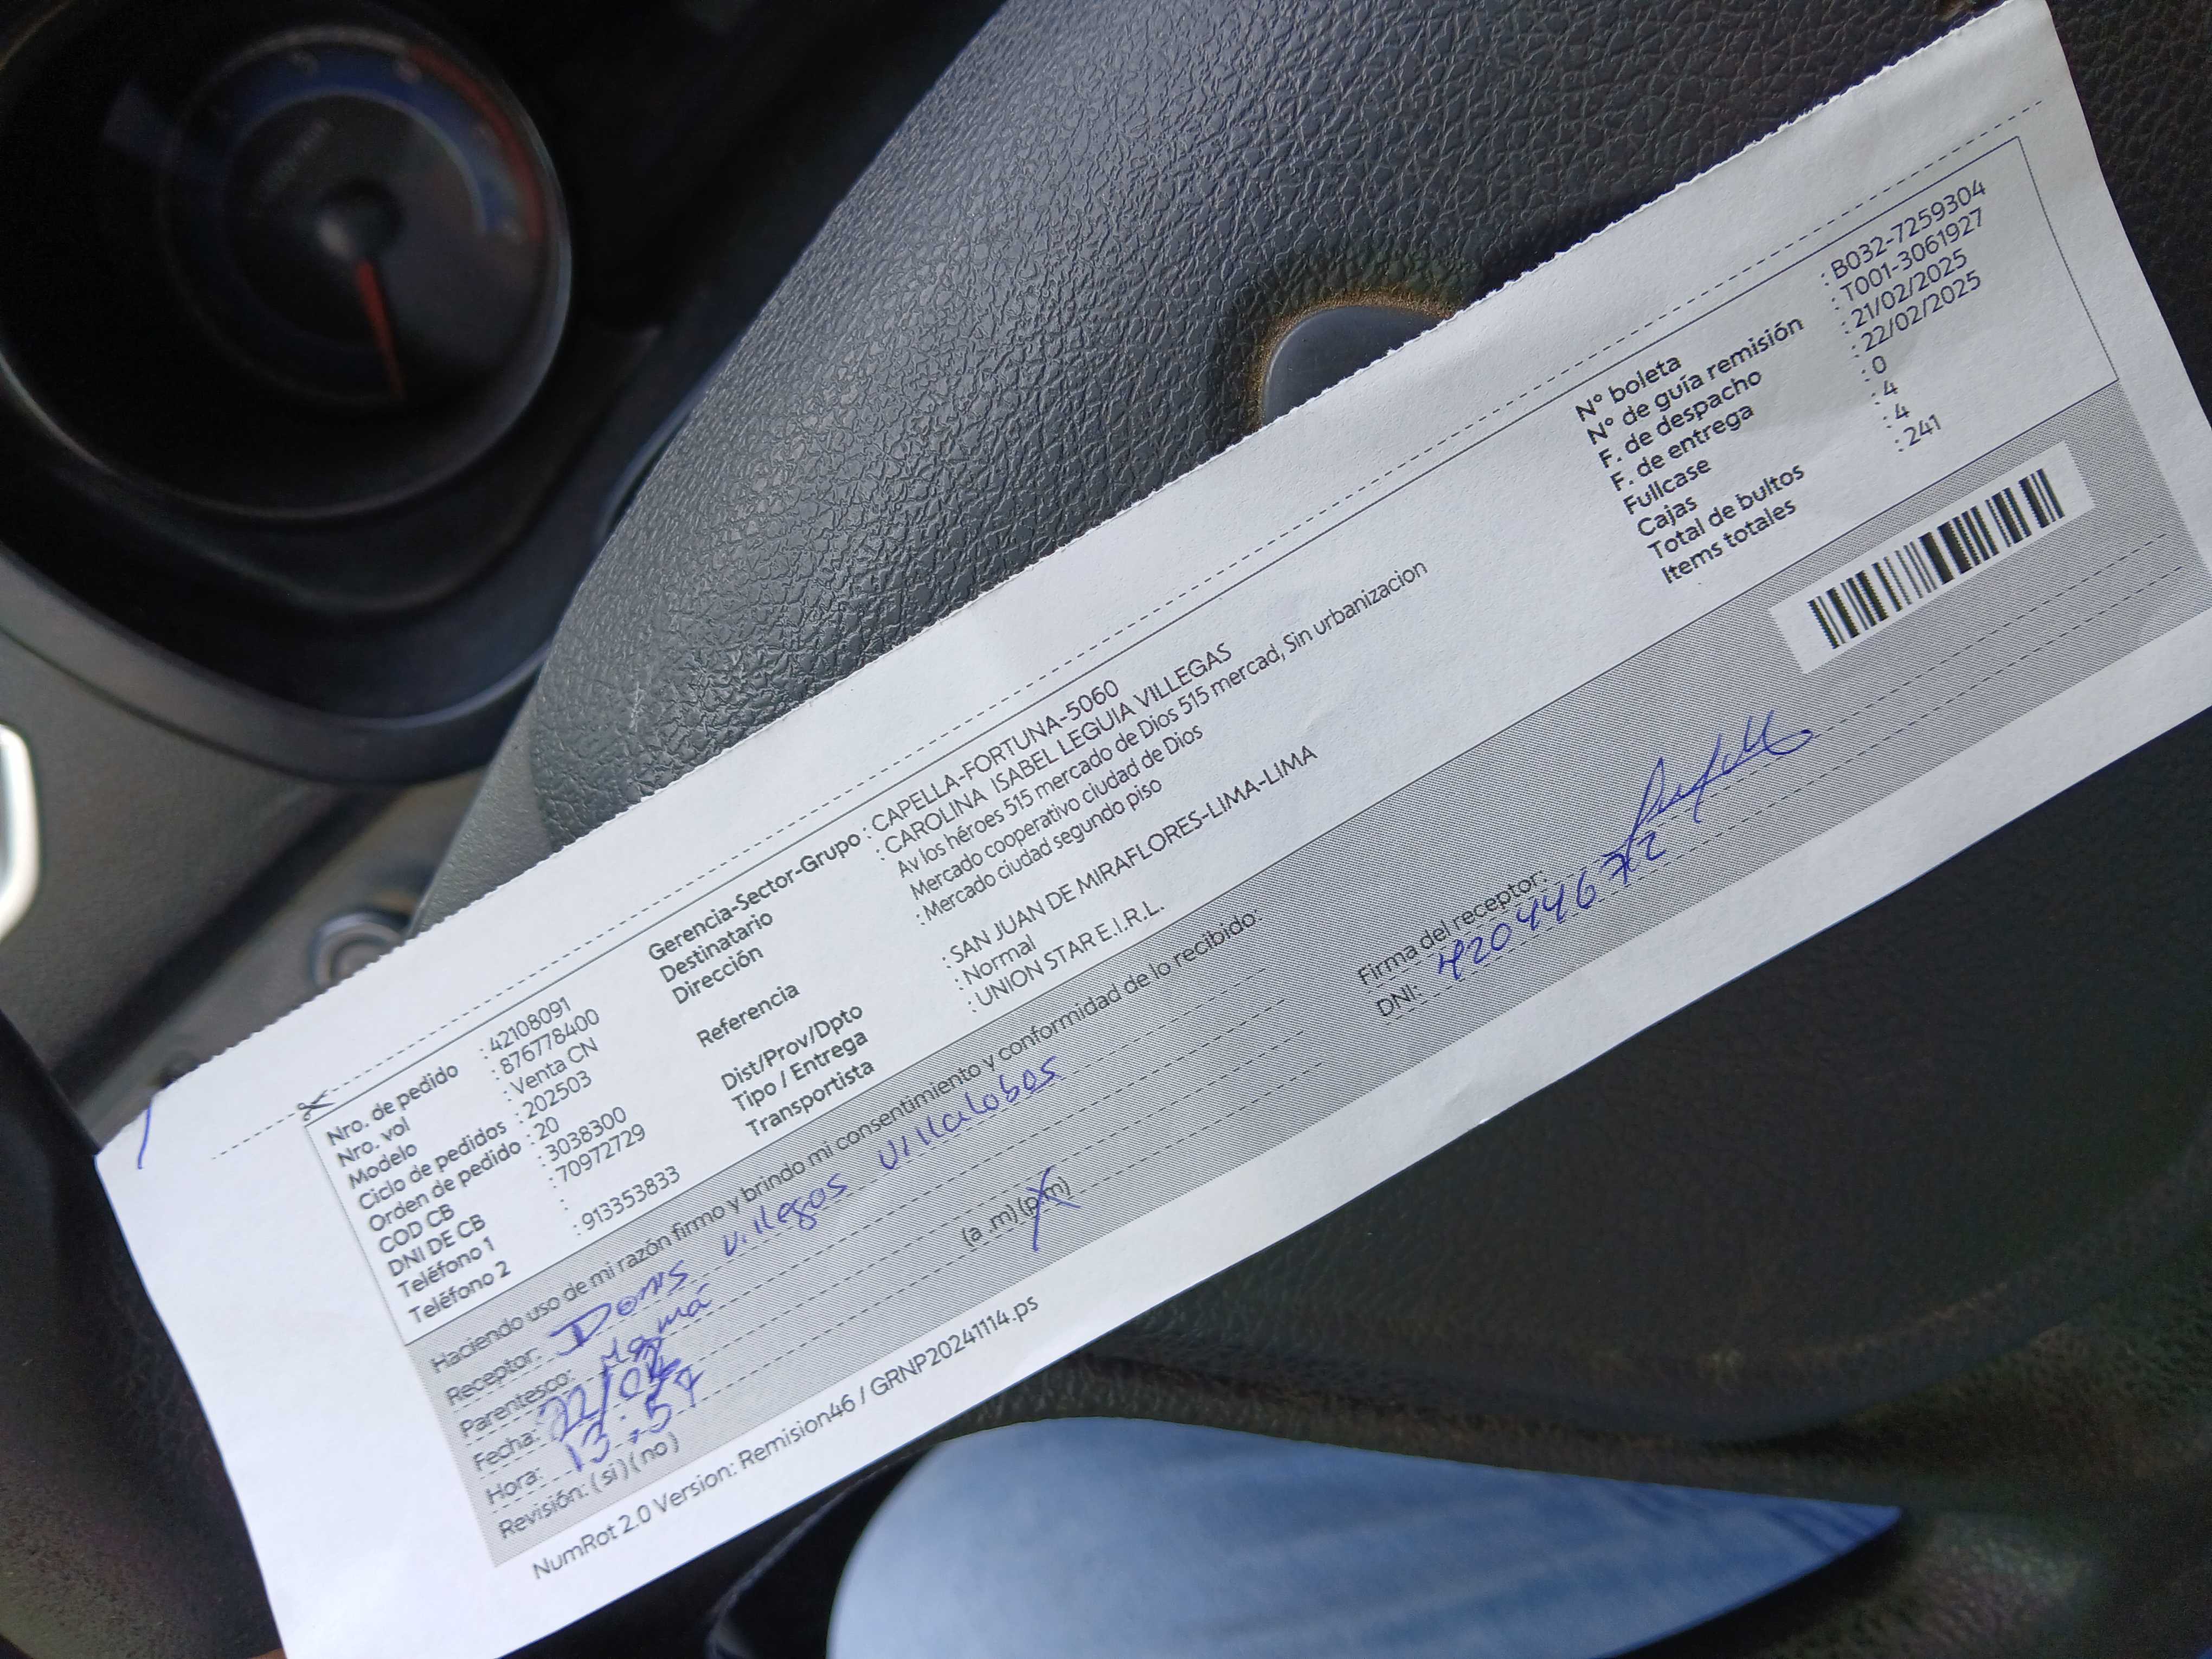 Nro. de pedido : 42108091
Nro. vol : 876778400
Modelo : Venta CN
Ciclo de pedidos : 202503
Orden de pedido : 20
COD CB : 3038300
DNI DE CB : 70972729
Teléfono 1 :
Teléfono 2 : 913353833
Gerencia-Sector-Grupo : CAPELLA-FORTUNA-5060
Destinatario : CAROLINA ISABEL LEGUIA VILLEGAS
Dirección Av los héroes 515 mercado de Dios 515 mercad, Sin urbanizacion
Mercado cooperativo ciudad de Dios
Referencia : Mercado ciudad segundo piso
Dist/Prov/Dpto : SAN JUAN DE MIRAFLORES-LIMA-LIMA
Tipo / Entrega : Normal
Transportista : UNION STAR E.I.R.L.
N° boleta : B032-7259304
N° de guía remisión : T001-3061927
F. de despacho : 21/02/2025
F. de entrega : 22/02/2025
Fullcase : 0
Cajas : 4
Total de bultos : 4
Items totales : 241
Haciendo uso de mi razón firmo y brindo mi consentimiento y conformidad de lo recibido:
Receptor: Doris Villegas Villalobos
Parentesco: Mamá
Fecha: 22/02
Hora: 13:57 (a .m) (p.m)
Revisión: (si) (no)
Firma del receptor:
DNI: 42044672
NumRot 2.0 Version: Remision46 / GRNP20241114.ps